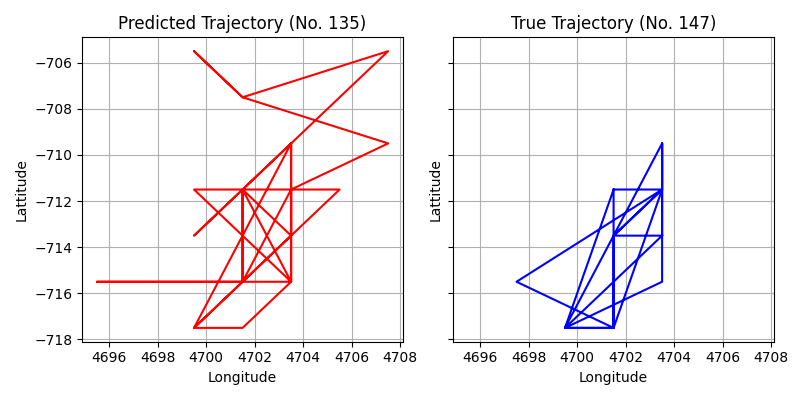 Predicted Trajectory (No. 135)
True Trajectory (No. 147)
−706
−708
−710
−712
−714
−716
−718
Lattitude
Lattitude
4696 4698 4700 4702 4704 4706 4708
4696 4698 4700 4702 4704 4706 4708
Longitude
Longitude